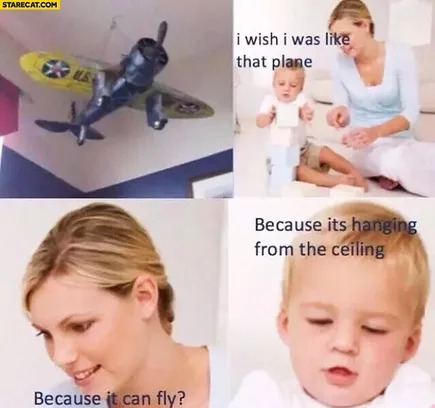 STARECAT.COM
U.S.
i wish i was like
that plane
Because it can fly?
Because its hanging
from the ceiling